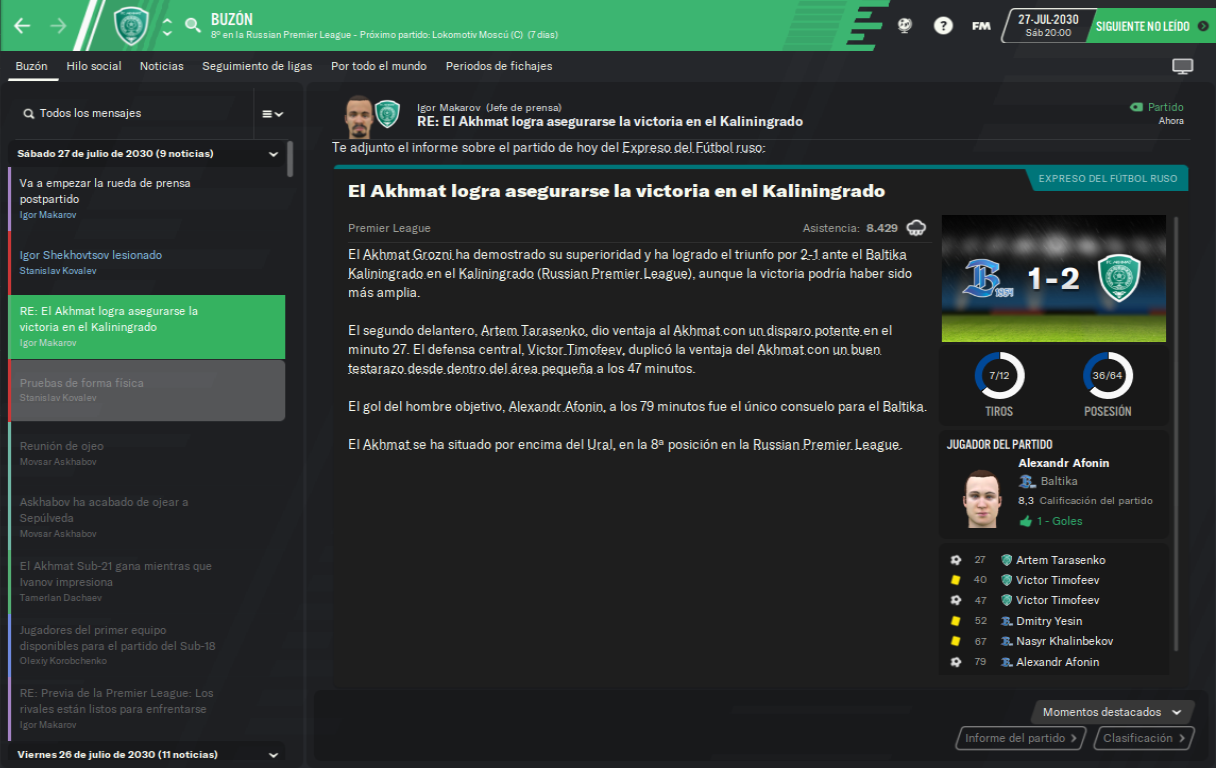 BUZÓN
8º en la Russian Premier League - Próximo partido: Lokomotiv Moscú (C) (7 días)
?
FM
27-JUL-2030
Sáb 20:00
SIGUIENTE NO LEÍDO
Buzón
Hilo social
Noticias
Seguimiento de ligas
Por todo el mundo
Periodos de fichajes
Todos los mensajes
Sábado 27 de julio de 2030 (9 noticias)
Va a empezar la rueda de prensa
postpartido
Igor Makarov
Igor Shekhovtsov lesionado
Stanislav Kovalev
RE: El Akhmat logra asegurarse la
victoria en el Kaliningrado
Igor Makarov
Pruebas de forma física
Stanislav Kovalev
Reunión de ojeo
Movsar Askhabov
Askhabov ha acabado de ojear a
Sepúlveda
Movsar Askhabov
El Akhmat Sub-21 gana mientras que
Ivanov impresiona
Tamerlan Dachaev
Jugadores del primer equipo
disponibles para el partido del Sub-18
Olexiy Korobchenko
RE: Previa de la Premier League: Los
rivales están listos para enfrentarse
Igor Makarov
Viernes 26 de julio de 2030 (11 noticias)
Igor Makarov (Jefe de prensa)
RE: El Akhmat logra asegurarse la victoria en el Kaliningrado
Partido
Ahora
Te adjunto el informe sobre el partido de hoy del Expreso del Fútbol ruso:
EXPRESO DEL FÚTBOL RUSO
El Akhmat logra asegurarse la victoria en el Kaliningrado
Premier League
Asistencia: 8.429
El Akhmat Grozni ha demostrado su superioridad y ha logrado el triunfo por 2-1 ante el Baltika
Kaliningrado en el Kaliningrado (Russian Premier League), aunque la victoria podría haber sido
más amplia.
El segundo delantero, Artem Tarasenko, dio ventaja al Akhmat con un disparo potente en el
minuto 27. El defensa central, Victor Timofeev, duplicó la ventaja del Akhmat con un buen
testarazo desde dentro del área pequeña a los 47 minutos.
El gol del hombre objetivo, Alexandr Afonin, a los 79 minutos fue el único consuelo para el Baltika.
El Akhmat se ha situado por encima del Ural, en la 8ª posición en la Russian Premier League.
1954
1-2
7/12
TIROS
36/64
POSESIÓN
JUGADOR DEL PARTIDO
Alexandr Afonin
Baltika
8,3 Calificación del partido
1 - Goles
27 Artem Tarasenko
40 Victor Timofeev
47 Victor Timofeev
52 Dmitry Yesin
67 Nasyr Khalinbekov
79 Alexandr Afonin
Momentos destacados
Informe del partido
Clasificación